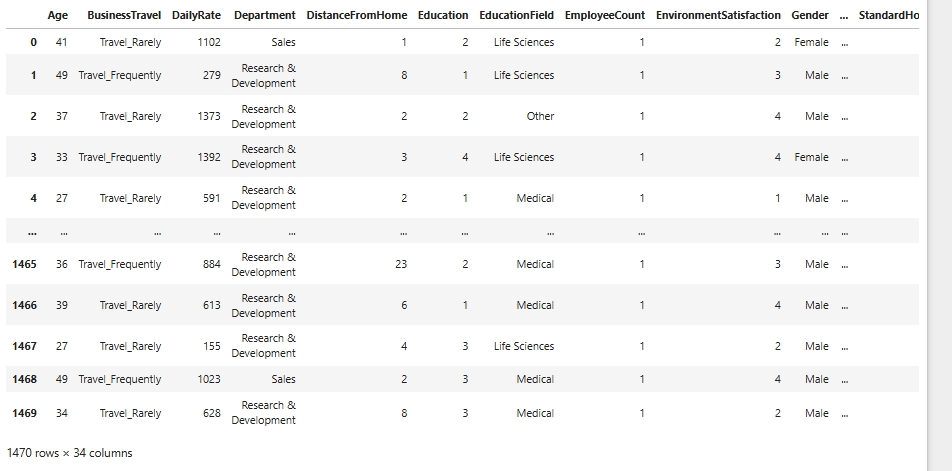 Age BusinessTravel DailyRate Department DistanceFromHome Education EducationField EmployeeCount EnvironmentSatisfaction Gender ... StandardHo
0 41 Travel_Rarely 1102 Sales 1 2 Life Sciences 1 2 Female ...
1 49 Travel_Frequently 279 Research & Development 8 1 Life Sciences 1 3 Male ...
2 37 Travel_Rarely 1373 Research & Development 2 2 Other 1 4 Male ...
3 33 Travel_Frequently 1392 Research & Development 3 4 Life Sciences 1 4 Female ...
4 27 Travel_Rarely 591 Research & Development 2 1 Medical 1 1 Male ...
... ... ... ... ... ... ... ... ... ... ... ...
1465 36 Travel_Frequently 884 Research & Development 23 2 Medical 1 3 Male ...
1466 39 Travel_Rarely 613 Research & Development 6 1 Medical 1 4 Male ...
1467 27 Travel_Rarely 155 Research & Development 4 3 Life Sciences 1 2 Male ...
1468 49 Travel_Frequently 1023 Sales 2 3 Medical 1 4 Male ...
1469 34 Travel_Rarely 628 Research & Development 8 3 Medical 1 2 Male ...
1470 rows × 34 columns